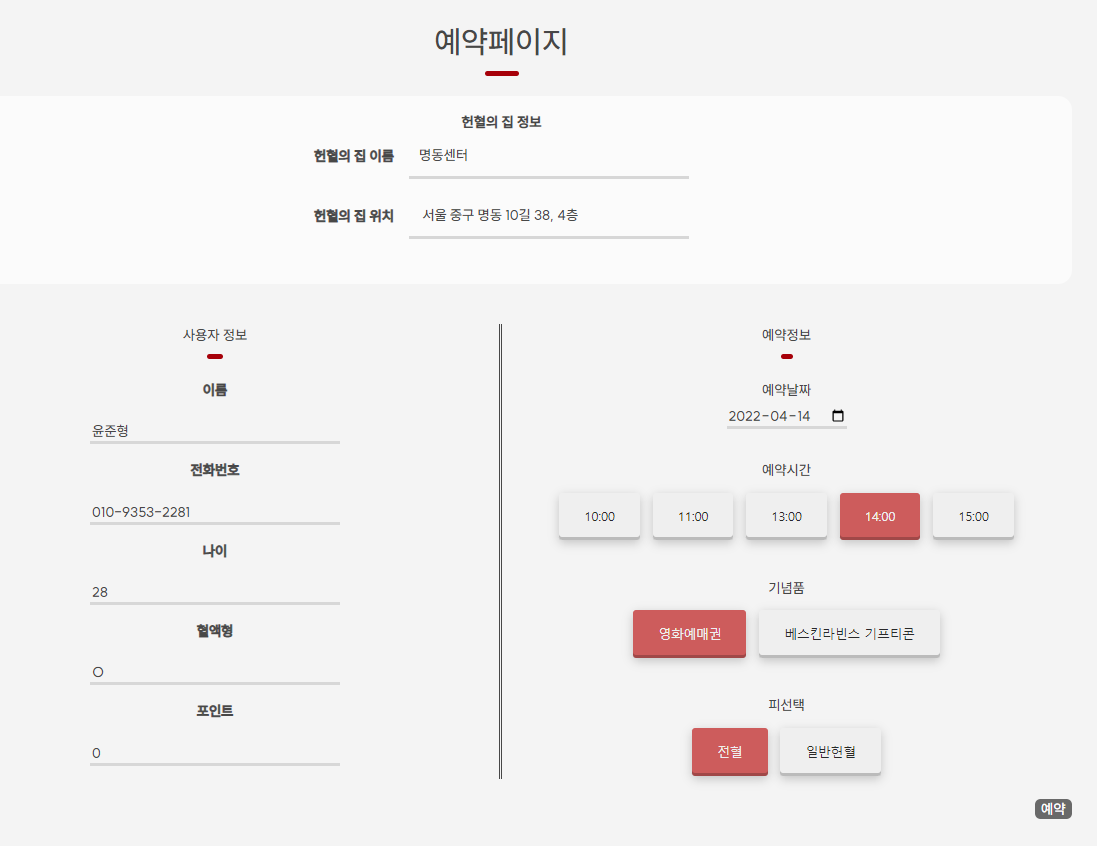 예약페이지
헌혈의 집 정보
헌혈의 집 이름 명동센터
헌혈의 집 위치 서울 중구 명동 10길 38, 4층
사용자 정보
이름
윤준형
전화번호
010-9353-2281
나이
28
혈액형
O
포인트
0
예약정보
예약날짜
2022-04-14
예약시간
10:00 11:00 13:00 14:00 15:00
기념품
영화예매권 베스킨라빈스 기프티콘
피선택
전혈 일반헌혈
예약